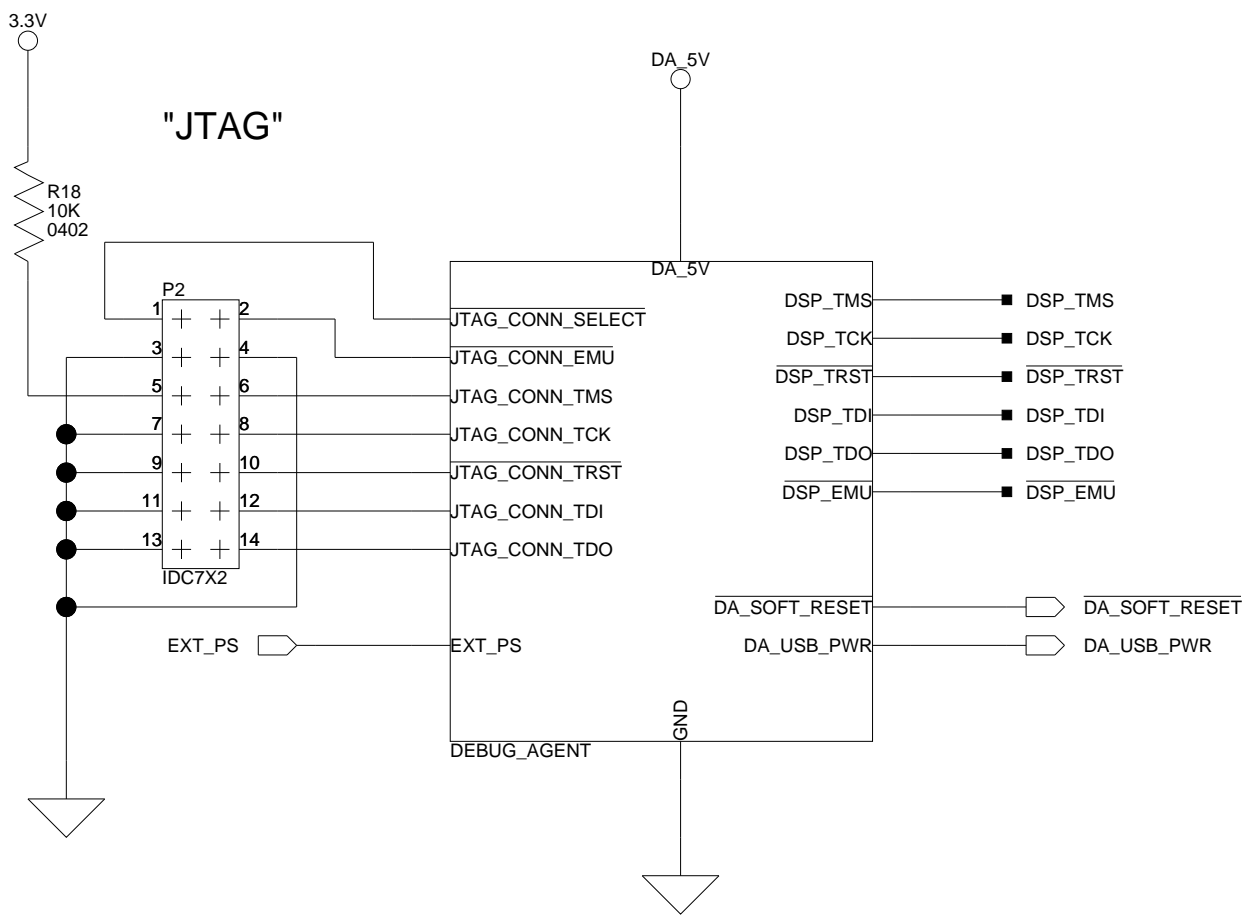 3.3V
DA_5V
"JTAG"
R18
10K
0402
DA_5V
P2
1 2 JTAG_CONN_SELECT DSP_TMS DSP_TMS
3 4 JTAG_CONN_EMU DSP_TCK DSP_TCK
5 6 JTAG_CONN_TMS DSP_TRST DSP_TRST
7 8 JTAG_CONN_TCK DSP_TDI DSP_TDI
9 10 JTAG_CONN_TRST DSP_TDO DSP_TDO
11 12 JTAG_CONN_TDI DSP_EMU DSP_EMU
13 14 JTAG_CONN_TDO
IDC7X2
DA_SOFT_RESET DA_SOFT_RESET
EXT_PS EXT_PS DA_USB_PWR DA_USB_PWR
GND
DEBUG_AGENT